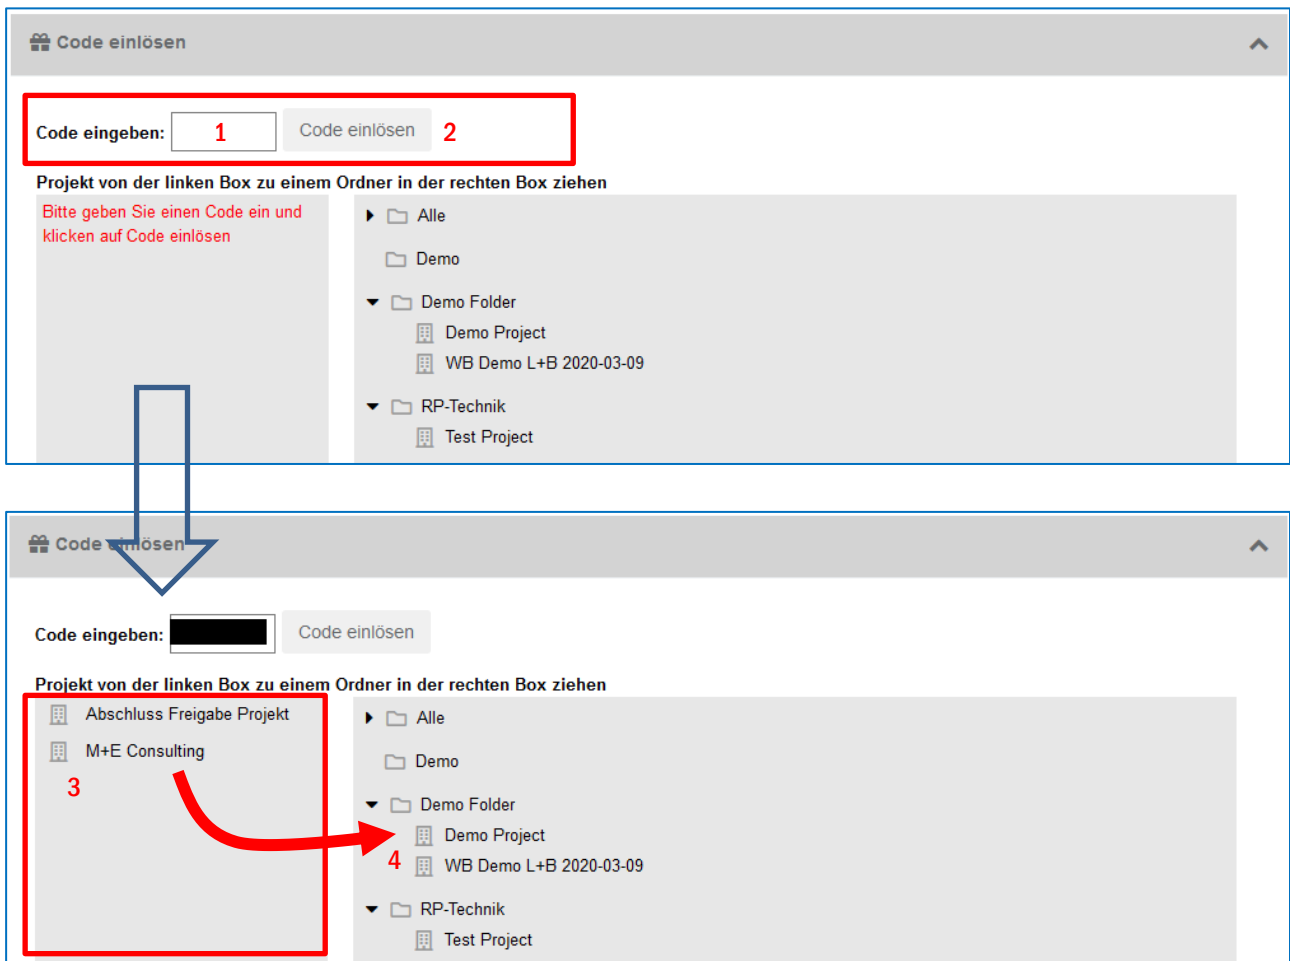 Code einlösen
Code eingeben: 1 Code einlösen 2
Projekt von der linken Box zu einem Ordner in der rechten Box ziehen
Bitte geben Sie einen Code ein und
klicken auf Code einlösen
Alle
Demo
Demo Folder
Demo Project
WB Demo L+B 2020-03-09
RP-Technik
Test Project
Code einlösen
Code eingeben: Code einlösen
Projekt von der linken Box zu einem Ordner in der rechten Box ziehen
Abschluss Freigabe Projekt
M+E Consulting
3
Alle
Demo
Demo Folder
Demo Project
4
WB Demo L+B 2020-03-09
RP-Technik
Test Project